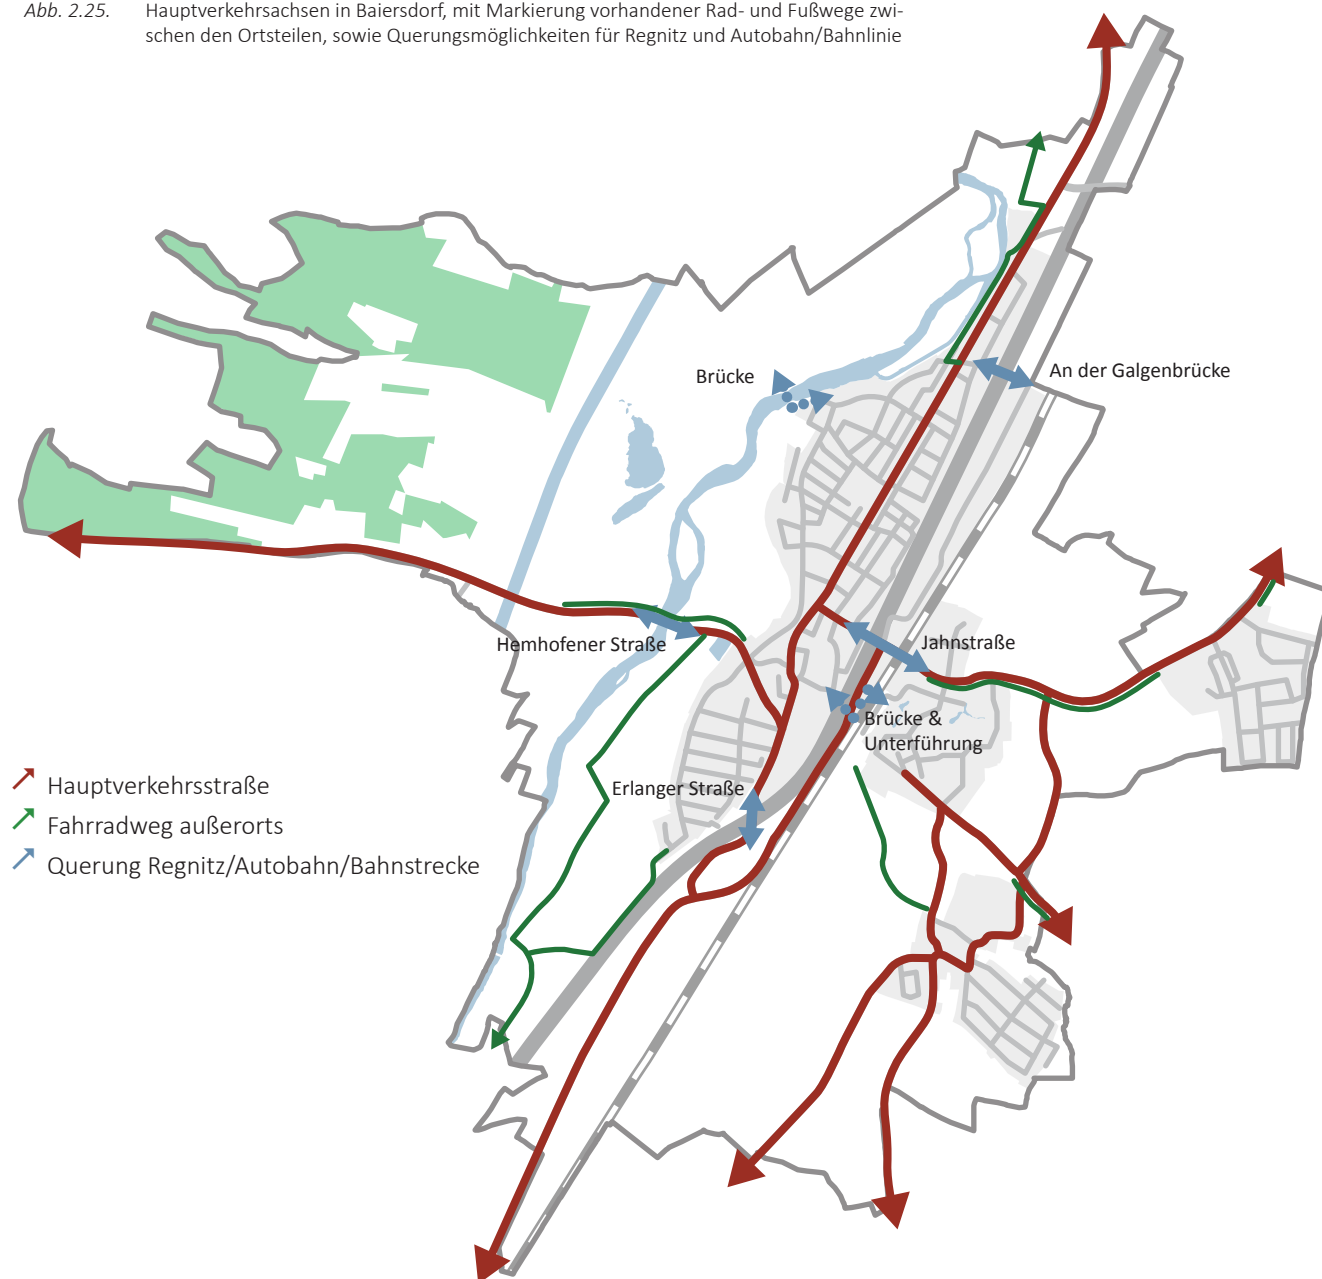 Abb. 2.25. Hauptverkehrsachsen in Baiersdorf, mit Markierung vorhandener Rad- und Fußwege zwi-
schen den Ortsteilen, sowie Querungsmöglichkeiten für Regnitz und Autobahn/Bahnlinie
Brücke
An der Galgenbrücke
Hemhofener Straße
Jahnstraße
Brücke &
Unterführung
Erlanger Straße
Hauptverkehrsstraße
Fahrradweg außerorts
Querung Regnitz/Autobahn/Bahnstrecke